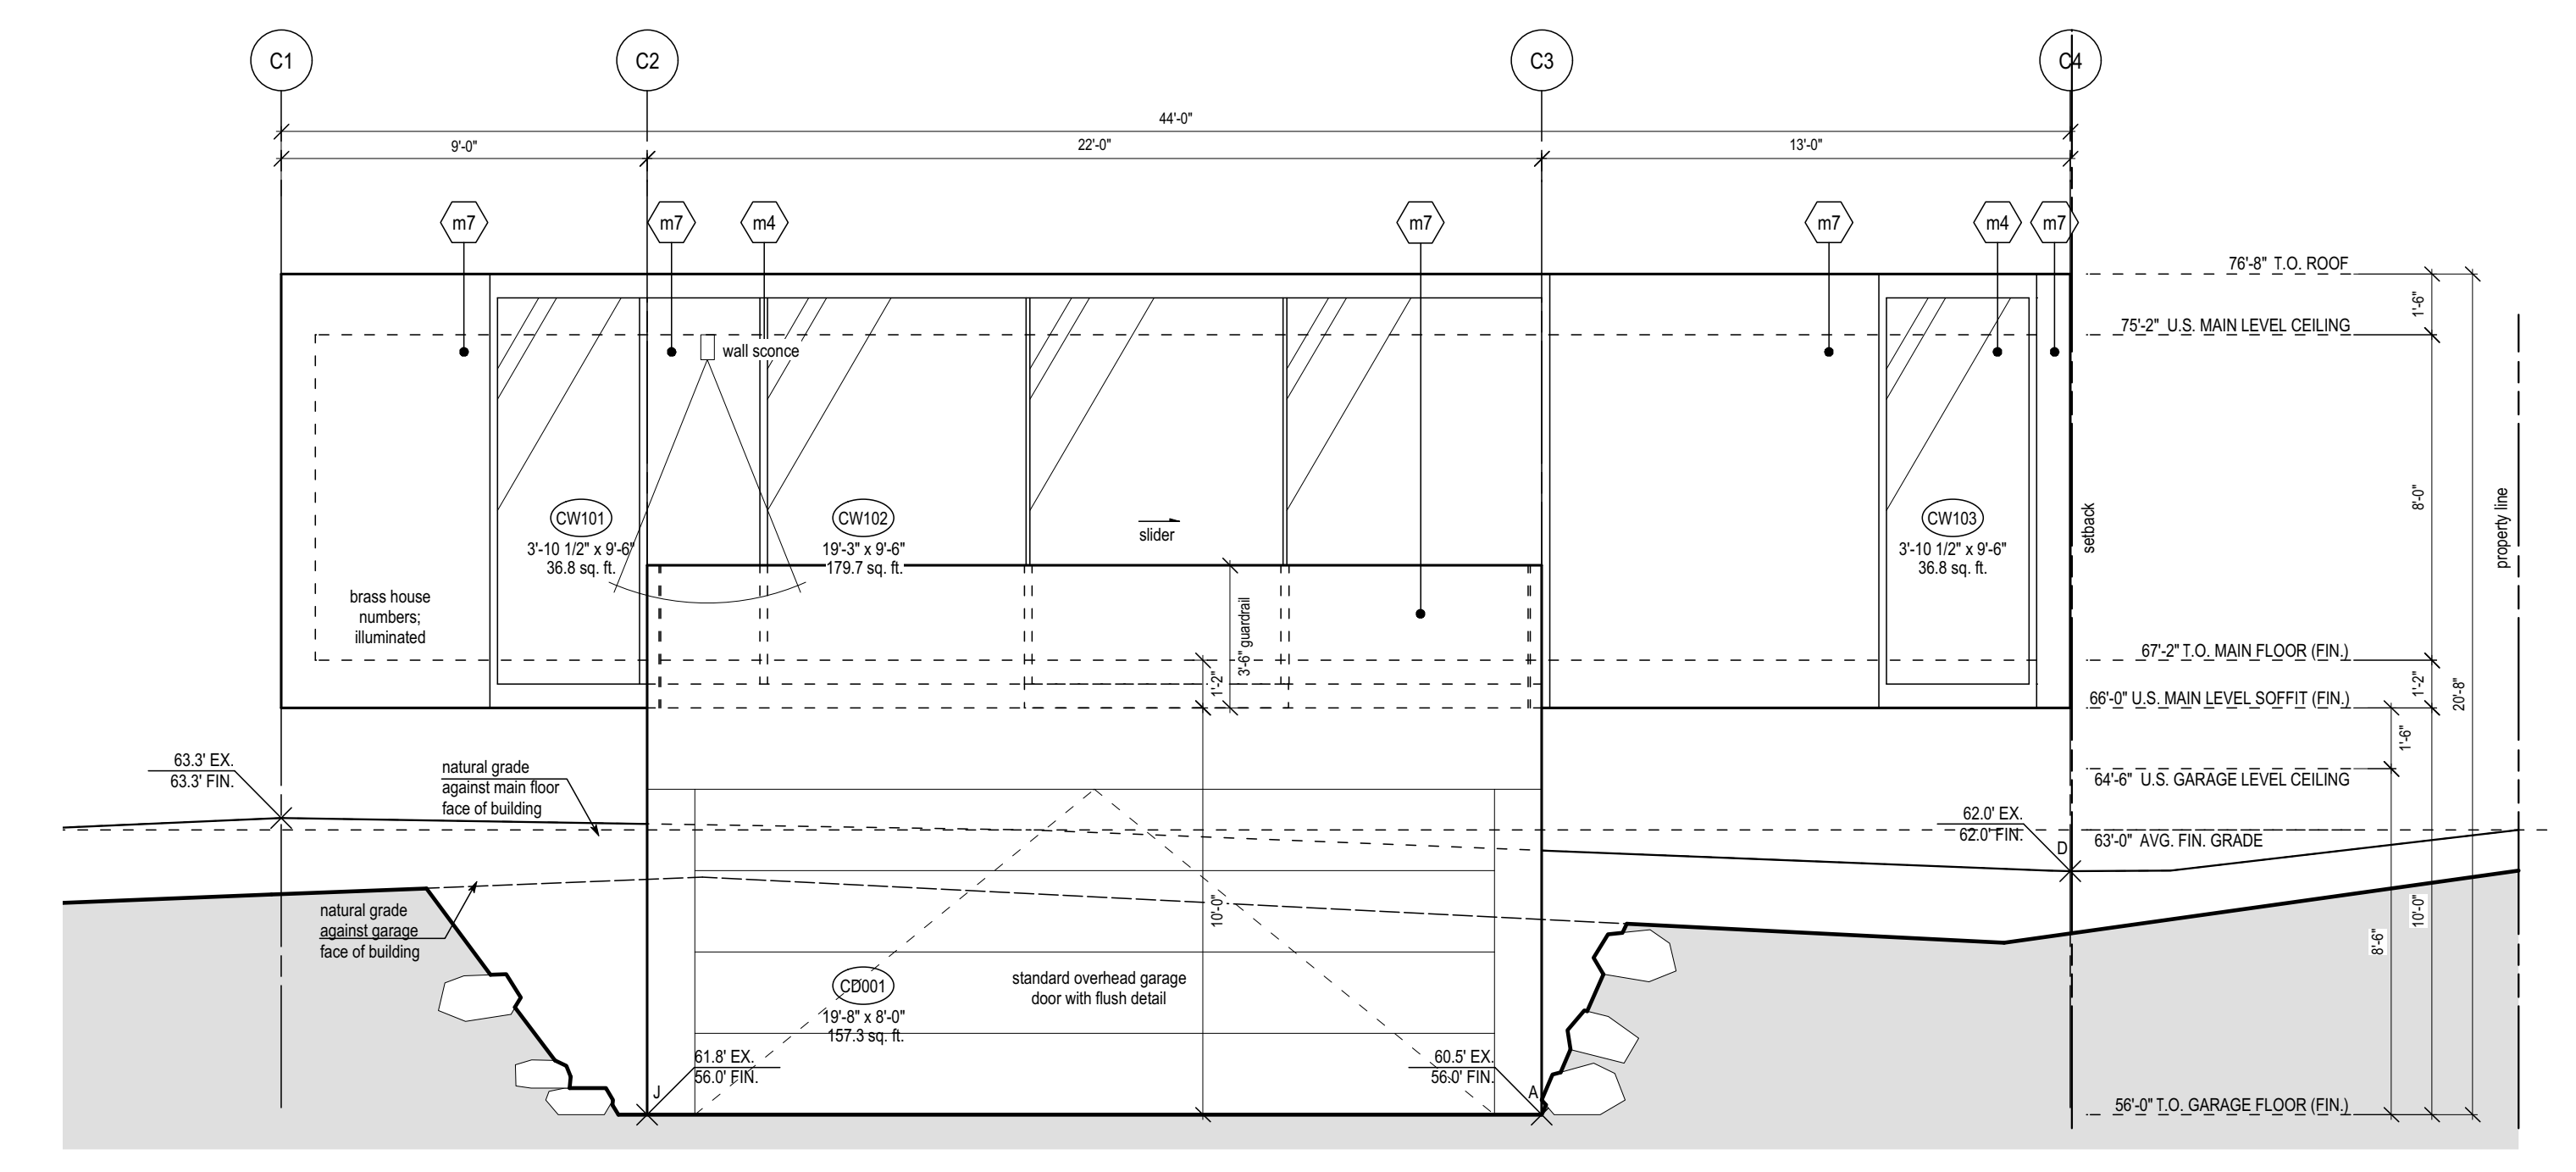 C1
C2
C3
C4
44'-0"
9'-0"
22'-0"
13'-0"
m7
m7
m4
m7
m7
m4
m7
76'-8" T.O. ROOF
1'-6"
75'-2" U.S. MAIN LEVEL CEILING
wall sconce
8'-0"
setback
property line
CW101
3'-10 1/2" x 9'-6"
36.8 sq. ft.
CW102
19'-3" x 9'-6"
179.7 sq. ft.
slider
CW103
3'-10 1/2" x 9'-6"
36.8 sq. ft.
brass house
numbers;
illuminated
3'-6" guardrail
1'-2"
67'-2" T.O. MAIN FLOOR (FIN.)
1'-2"
20'-8"
66'-0" U.S. MAIN LEVEL SOFFIT (FIN.)
1'-6"
63.3' EX.
63.3' FIN.
natural grade
against main floor
face of building
64'-6" U.S. GARAGE LEVEL CEILING
62.0' EX.
62.0' FIN.
D
63'-0" AVG. FIN. GRADE
natural grade
against garage
face of building
10'-0"
10'-0"
8'-6"
CD001
19'-8" x 8'-0"
157.3 sq. ft.
standard overhead garage
door with flush detail
61.8' EX.
56.0' FIN.
J
60.5' EX.
56.0' FIN.
A
56'-0" T.O. GARAGE FLOOR (FIN.)